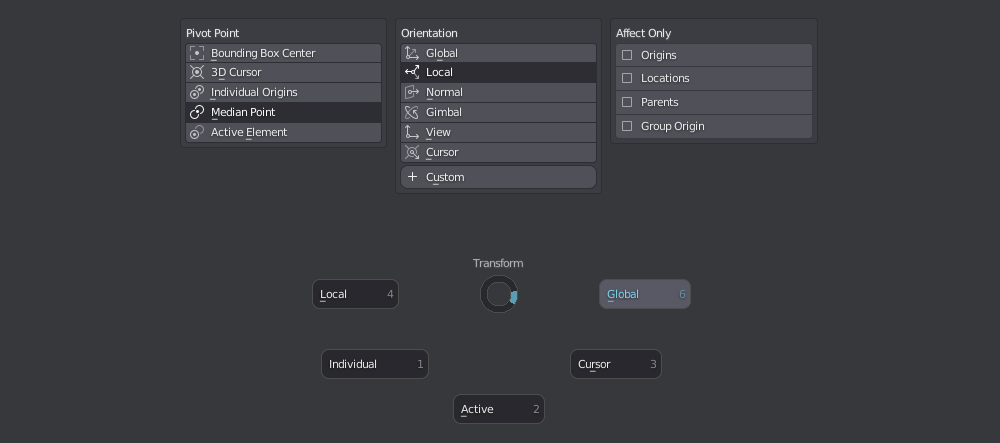 Pivot Point
Bounding Box Center
3D Cursor
Individual Origins
Median Point
Active Element
Orientation
Global
Local
Normal
Gimbal
View
Cursor
Custom
Affect Only
Origins
Locations
Parents
Group Origin
Transform
Local 4
Global 6
Individual 1
Cursor 3
Active 2